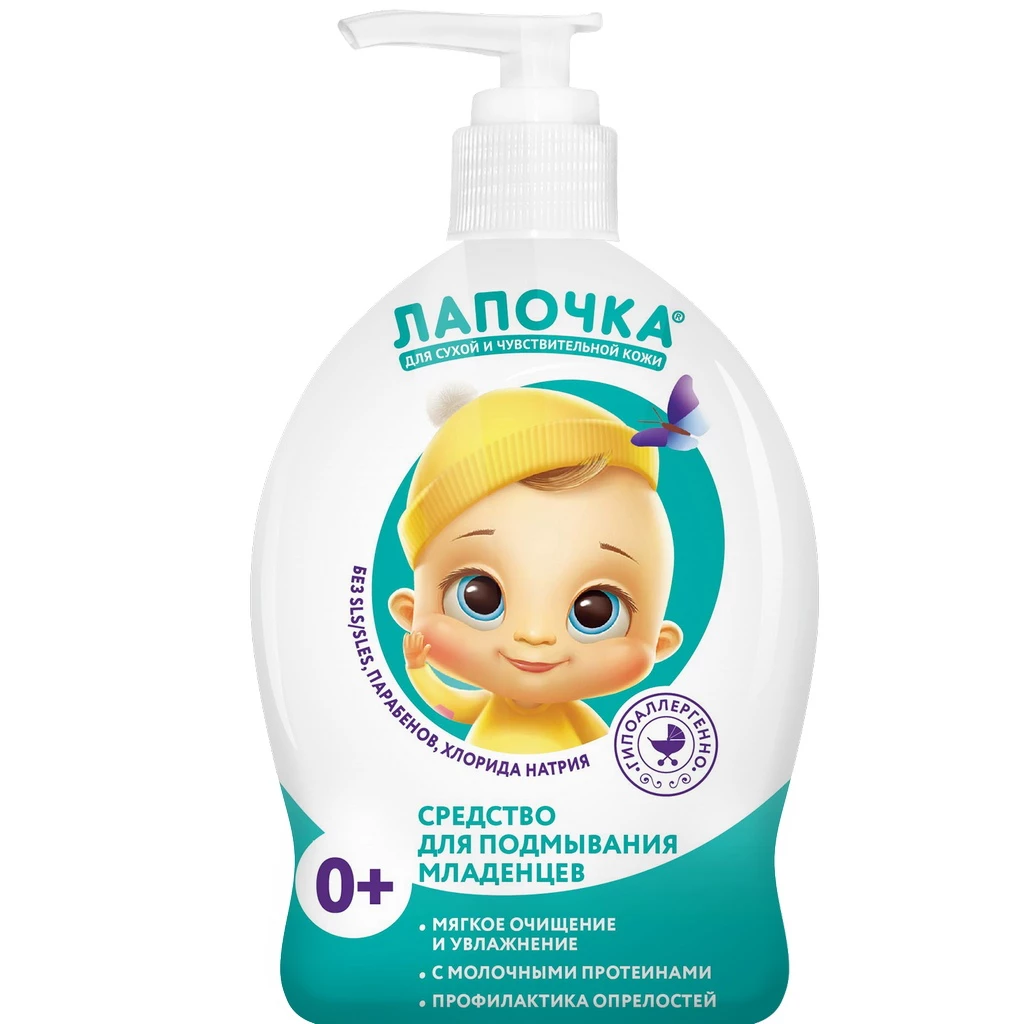 ЛАПОЧКА®
ДЛЯ СУХОЙ И ЧУВСТВИТЕЛЬНОЙ КОЖИ
БЕЗ SLS/SLES, ПАРАБЕНОВ, ХЛОРИДА НАТРИЯ
ГИПОАЛЛЕРГЕННО
СРЕДСТВО
ДЛЯ ПОДМЫВАНИЯ
МЛАДЕНЦЕВ
0+
• МЯГКОЕ ОЧИЩЕНИЕ
И УВЛАЖНЕНИЕ
• С МОЛОЧНЫМИ ПРОТЕИНАМИ
• ПРОФИЛАКТИКА ОПРЕЛОСТЕЙ